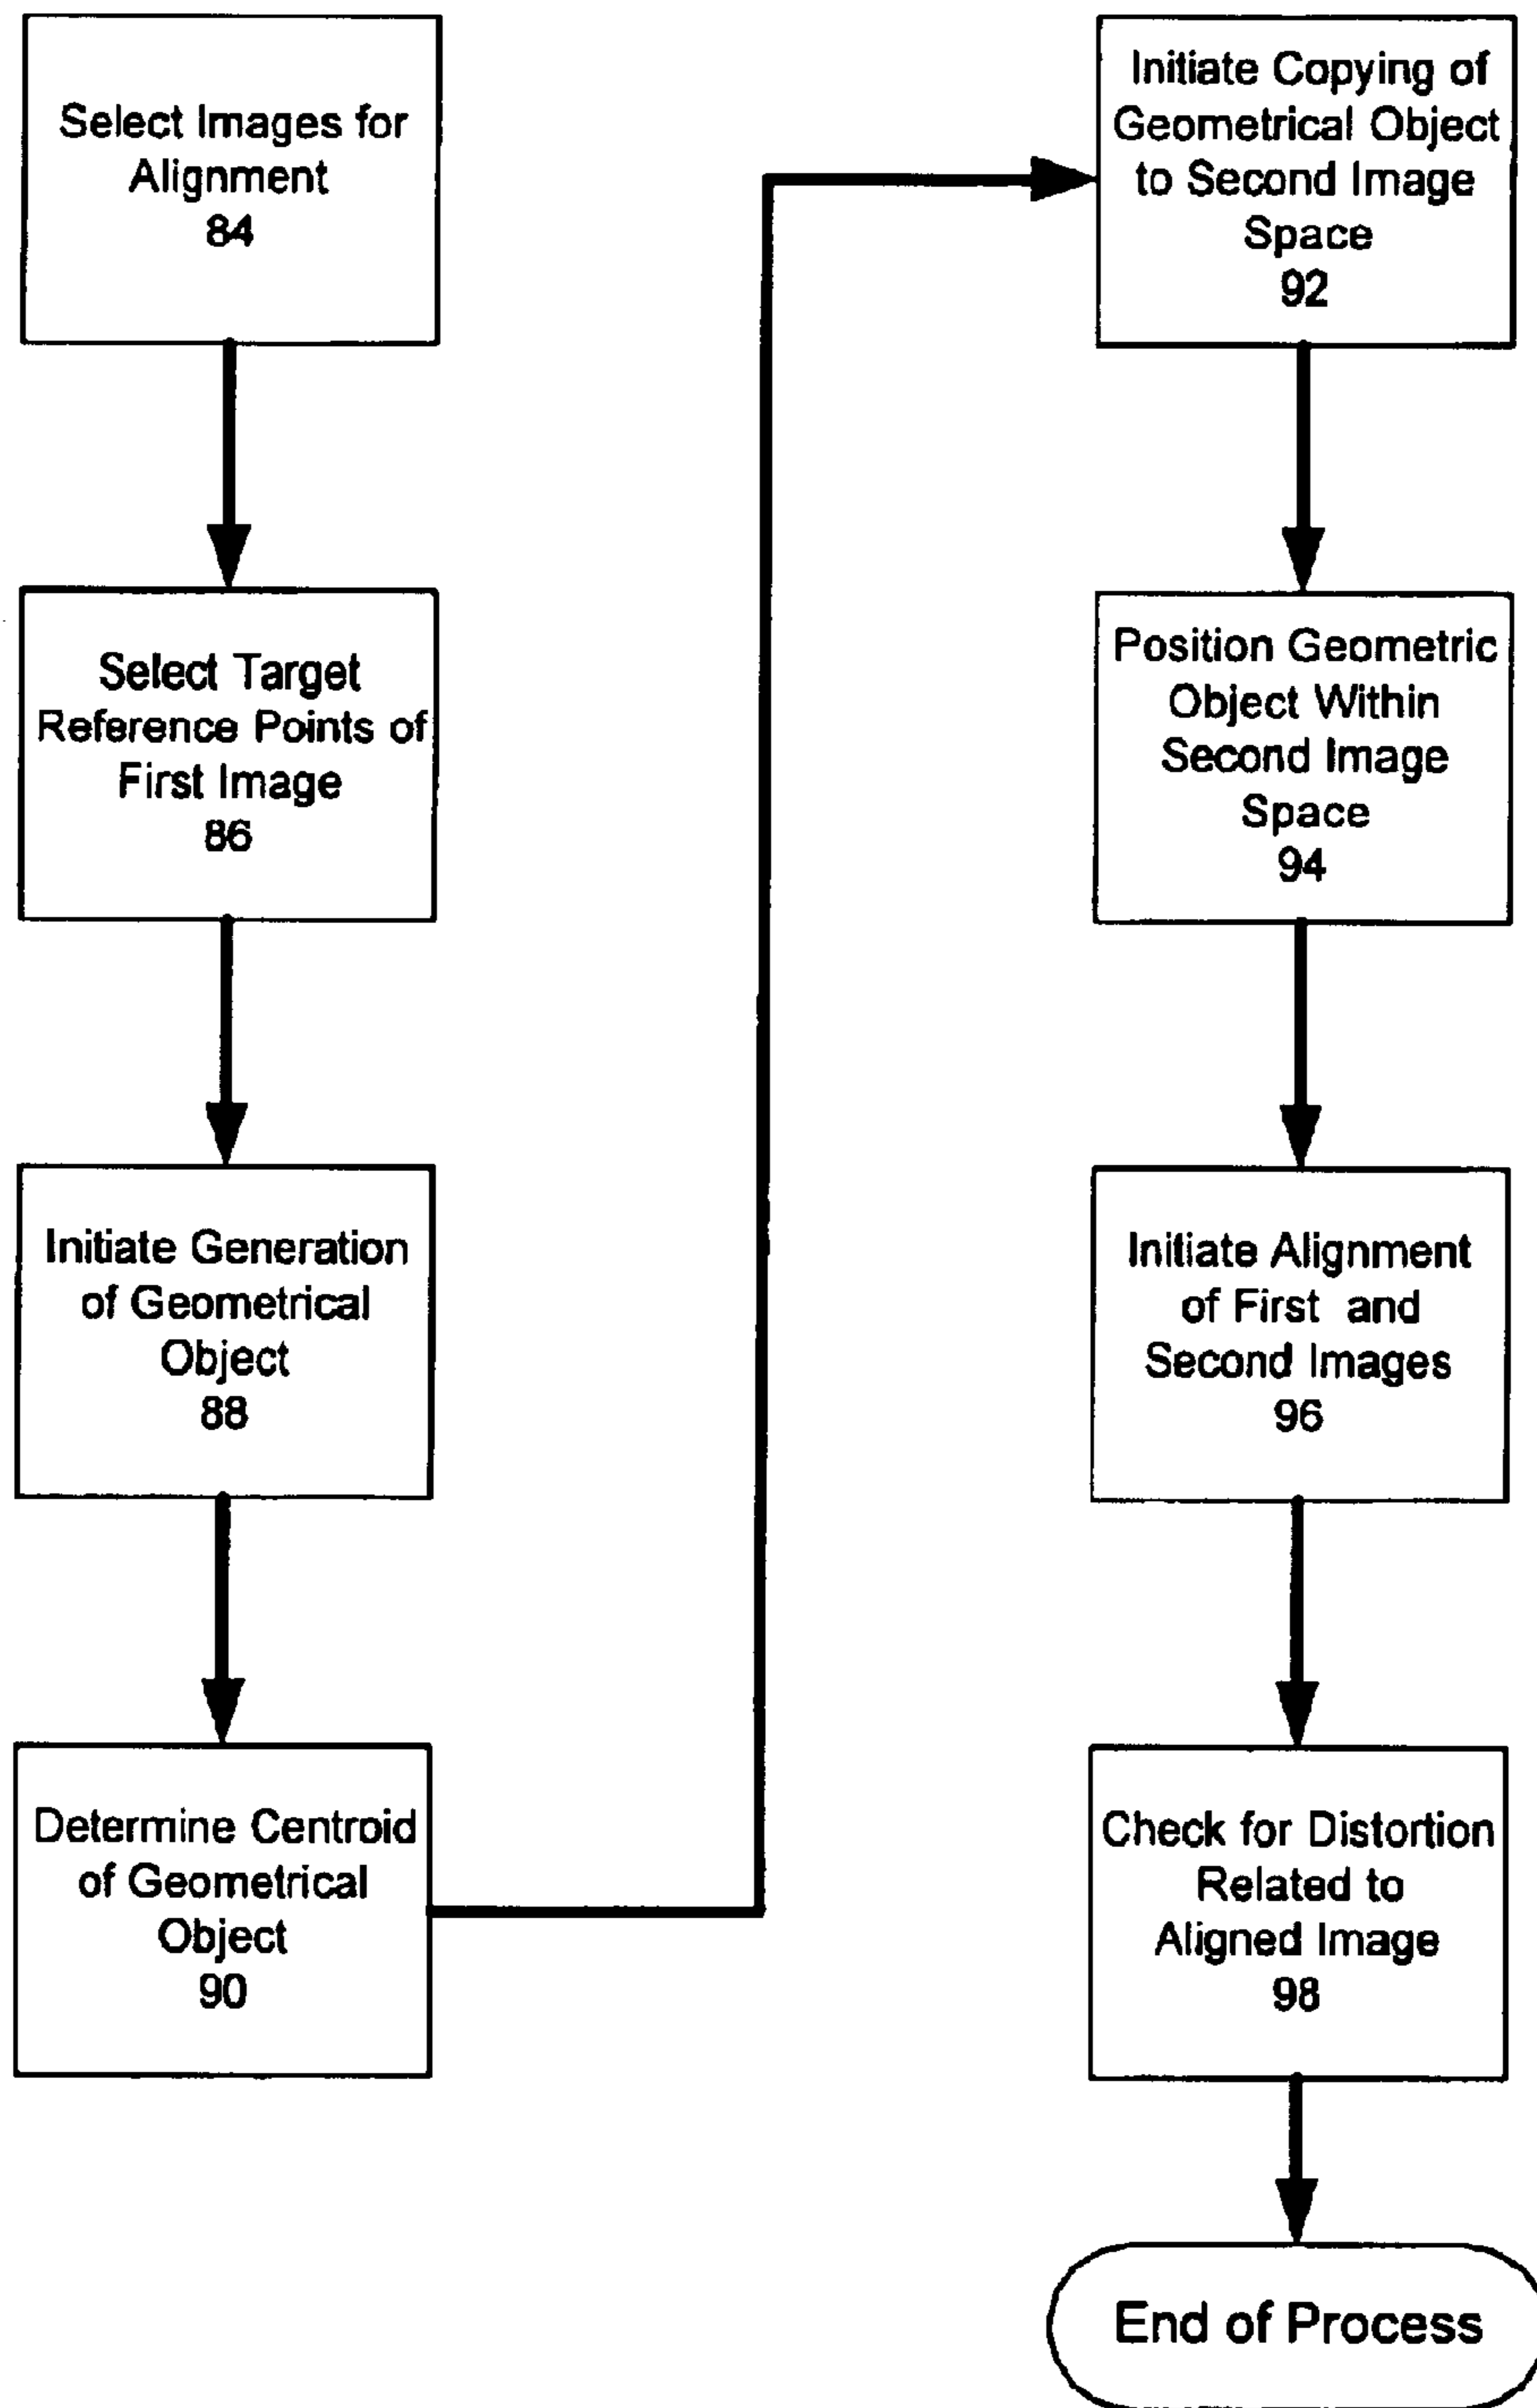 Select Images for
Alignment
84
Select Target
Reference Points of
First Image
86
Initiate Generation
of Geometrical
Object
88
Determine Centroid
of Geometrical
Object
90
Initiate Copying of
Geometrical Object
to Second Image
Space
92
Position Geometric
Object Within
Second Image
Space
94
Initiate Alignment
of First and
Second Images
96
Check for Distortion
Related to
Aligned Image
98
End of Process